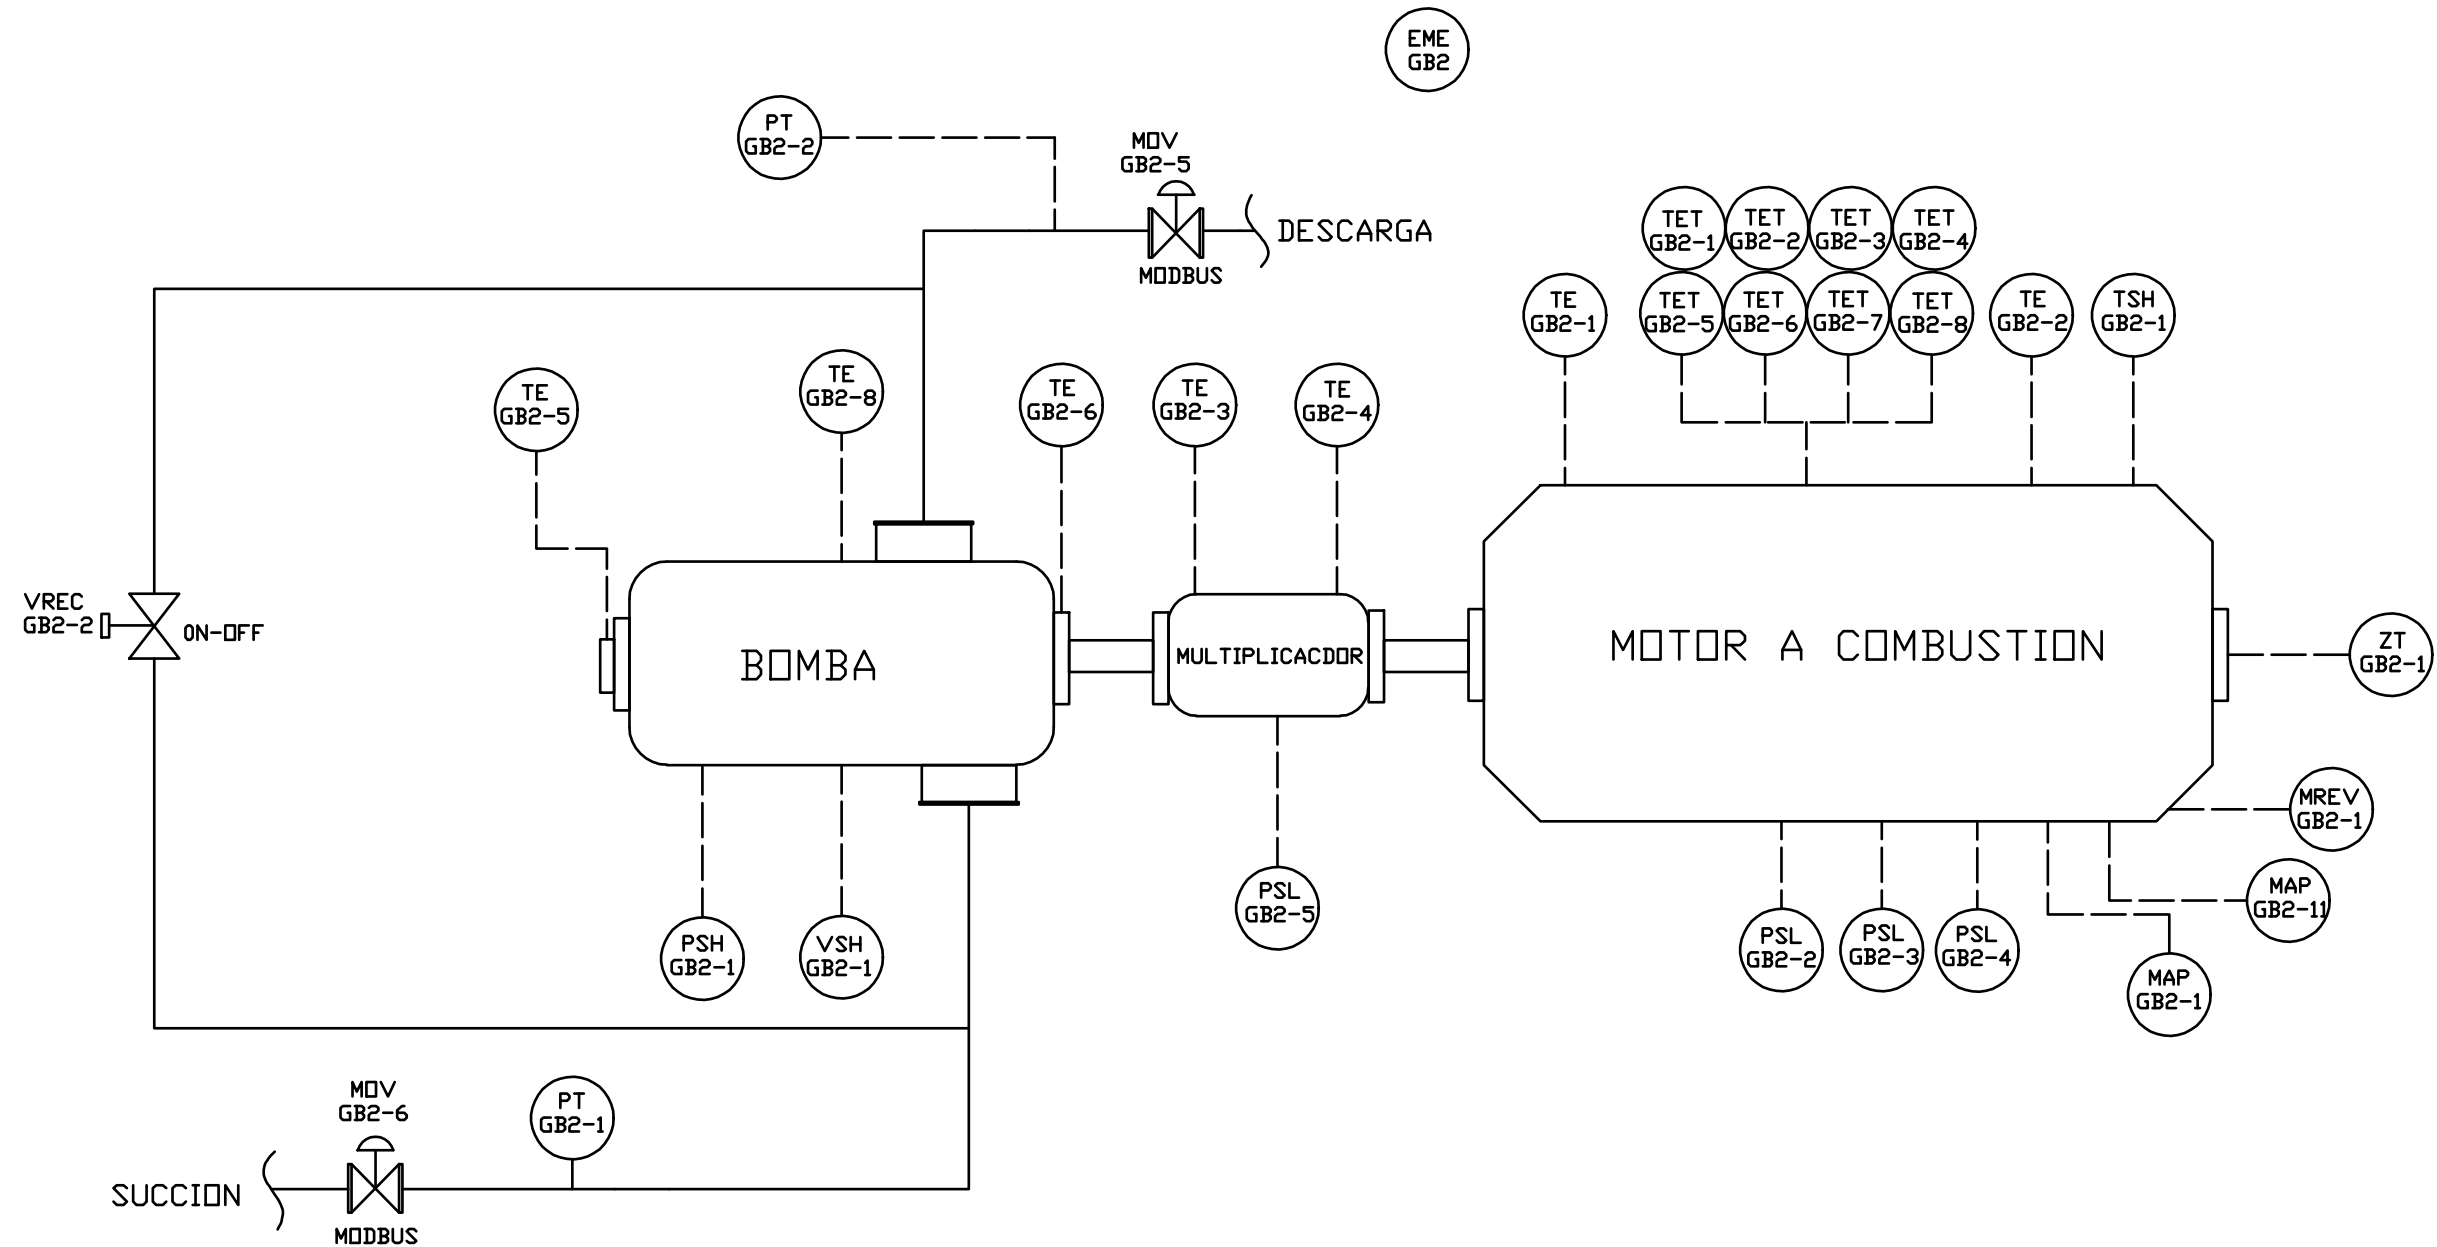 EME
GB2
PT
GB2-2
MOV
GB2-5
DESCARGA
MODBUS
TET
GB2-1
TET
GB2-2
TET
GB2-3
TET
GB2-4
TE
GB2-1
TET
GB2-5
TET
GB2-6
TET
GB2-7
TET
GB2-8
TE
GB2-2
TSH
GB2-1
TE
GB2-5
TE
GB2-8
TE
GB2-6
TE
GB2-3
TE
GB2-4
VREC
GB2-2
ON-OFF
BOMBA
MULTIPLICACDOR
MOTOR A COMBUSTION
ZT
GB2-1
MREV
GB2-1
MAP
GB2-11
PSL
GB2-5
PSH
GB2-1
VSH
GB2-1
PSL
GB2-2
PSL
GB2-3
PSL
GB2-4
MAP
GB2-1
MOV
GB2-6
PT
GB2-1
SUCCION
MODBUS